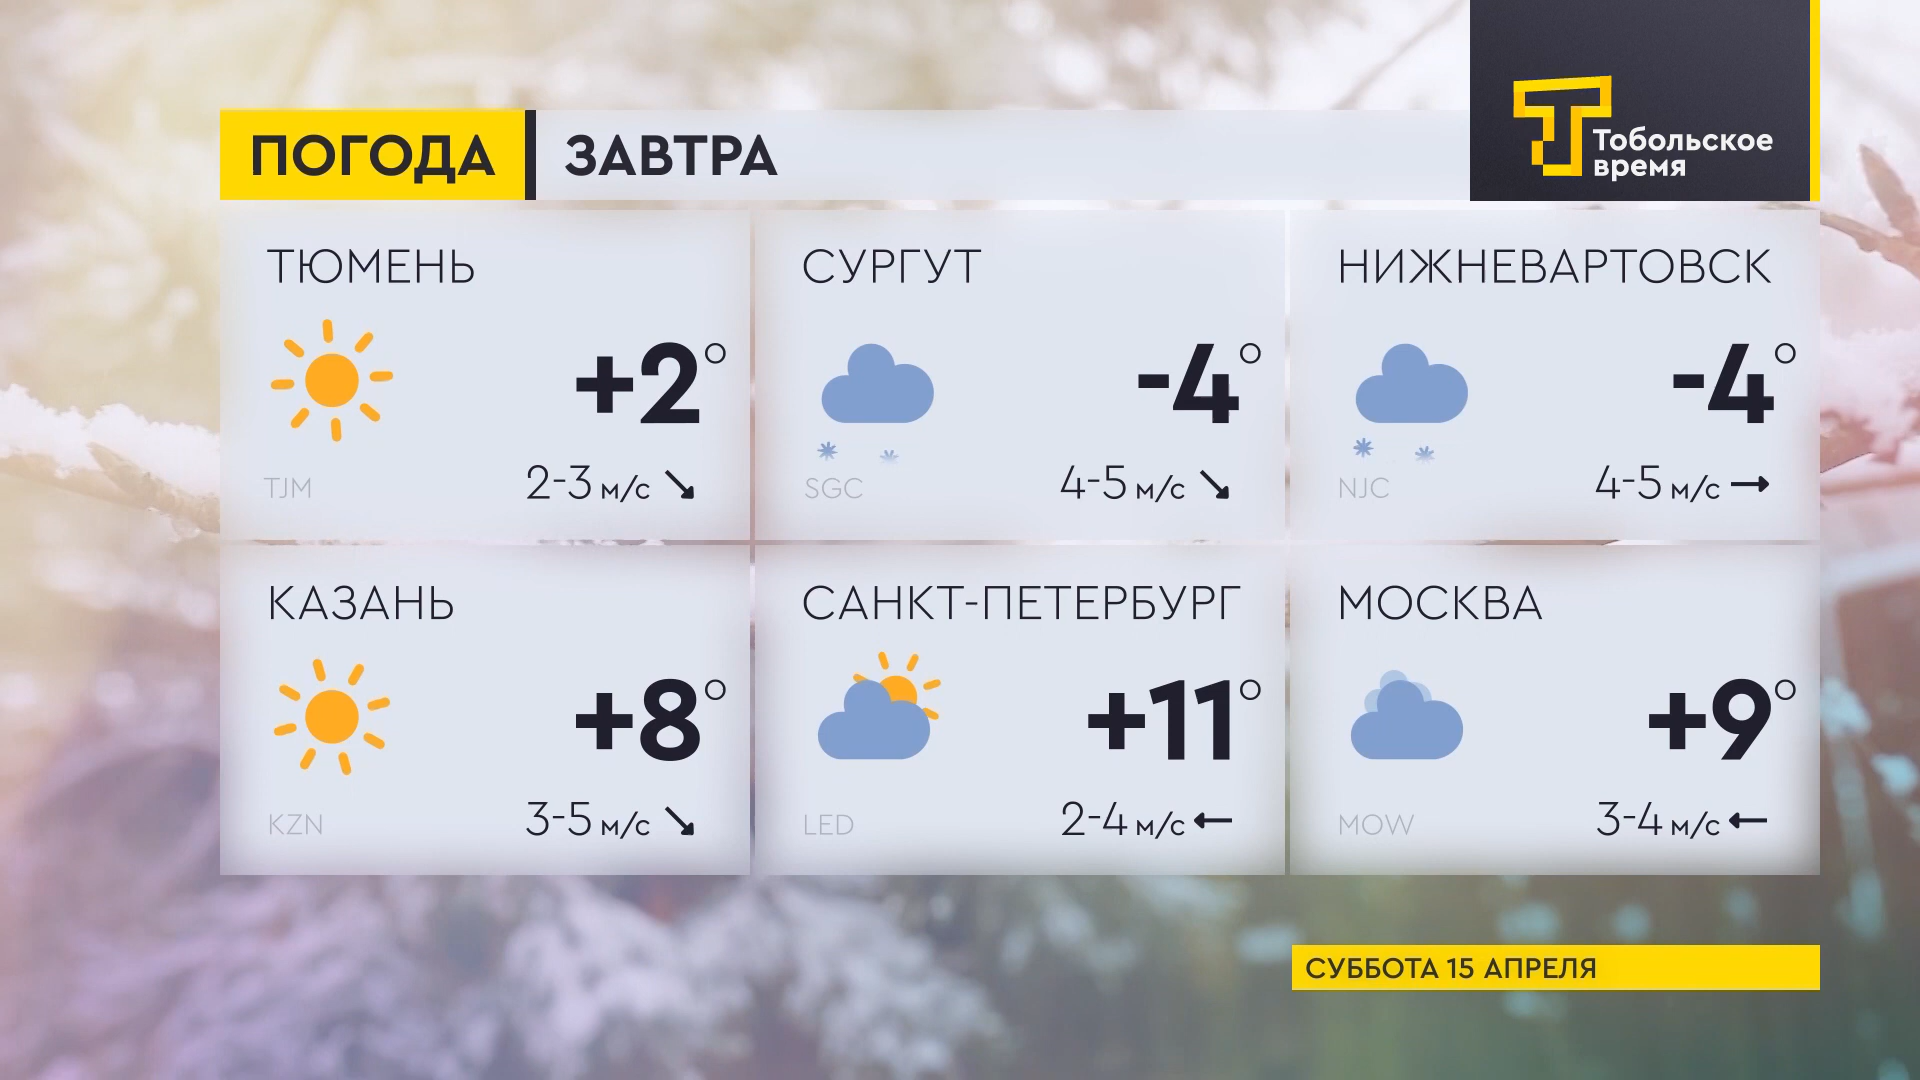 ПОГОДА ЗАВТРА
Тобольское
время
ТЮМЕНЬ
+2°
TJM
2-3 м/с
СУРГУТ
-4°
SGC
4-5 м/с
НИЖНЕВАРТОВСК
-4°
NJC
4-5 м/с
КАЗАНЬ
+8°
KZN
3-5 м/с
САНКТ-ПЕТЕРБУРГ
+11°
LED
2-4 м/с
МОСКВА
+9°
MOW
3-4 м/с
СУББОТА 15 АПРЕЛЯ